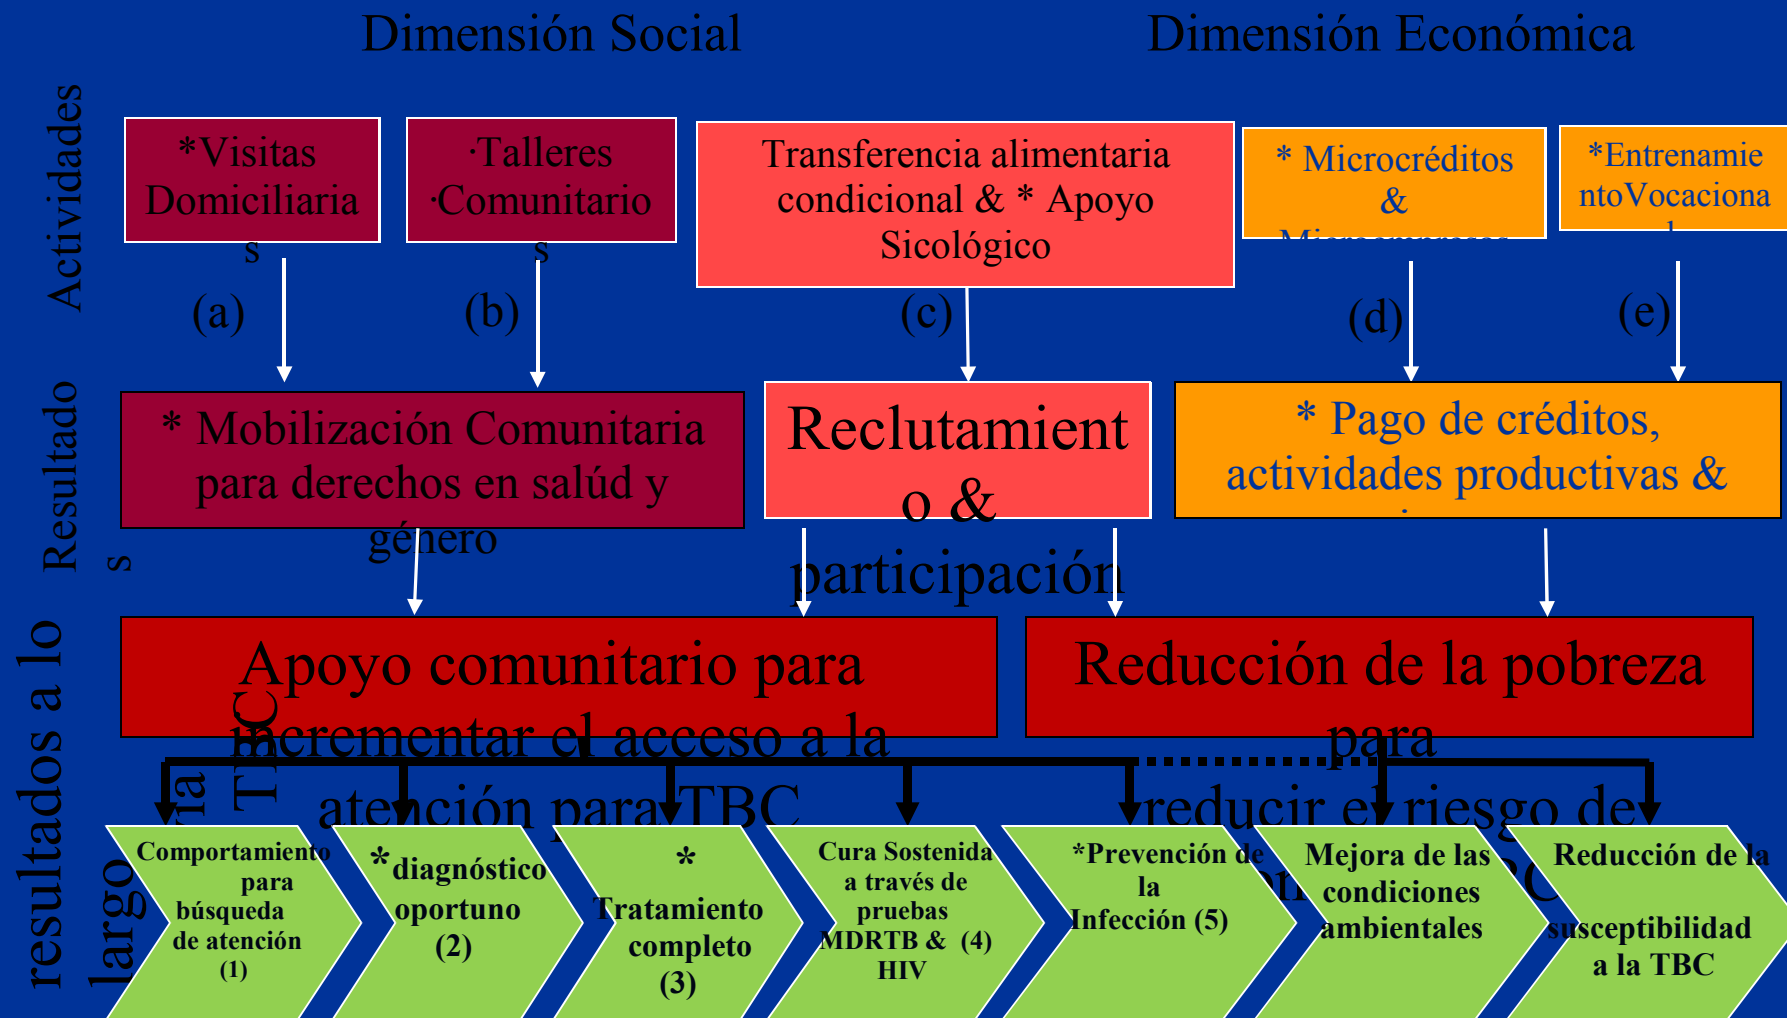 Dimensión Social
Dimensión Económica
Actividades
*Visitas
Domiciliaria
s
·Talleres
·Comunitario
s
Transferencia alimentaria
condicional & * Apoyo
Sicológico
* Microcréditos
&
Microempresas
*Entrenamie
ntoVocaciona
l
(a)
(b)
(c)
(d)
(e)
Resultado
s
* Mobilización Comunitaria
para derechos en salúd y
género
Reclutamient
o &
participación
* Pago de créditos,
actividades productivas &
resultados a lo
largo
TBC
Apoyo comunitario para
incrementar el acceso a la
atención para TBC
Reducción de la pobreza
para
reducir el riesgo de
Comportamiento
para
búsqueda
de atención
(1)
*diagnóstico
oportuno
(2)
*
Tratamiento
completo
(3)
Cura Sostenida
a través de
pruebas
MDRTB & (4)
HIV
*Prevención de
la
Infección (5)
Mejora de las
condiciones
ambientales
Reducción de la
susceptibilidad
a la TBC